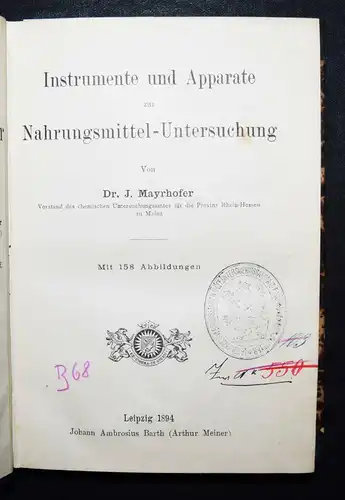 Instrumente und Apparate
zur
Nahrungsmittel-Untersuchung
Von
Dr. J. Mayrhofer
Vorstand des chemischen Untersuchungsamtes für die Provinz Rhein-Hessen
zu Mainz
Mit 158 Abbildungen
B68
550
Leipzig 1894
Johann Ambrosius Barth (Arthur Meiner)